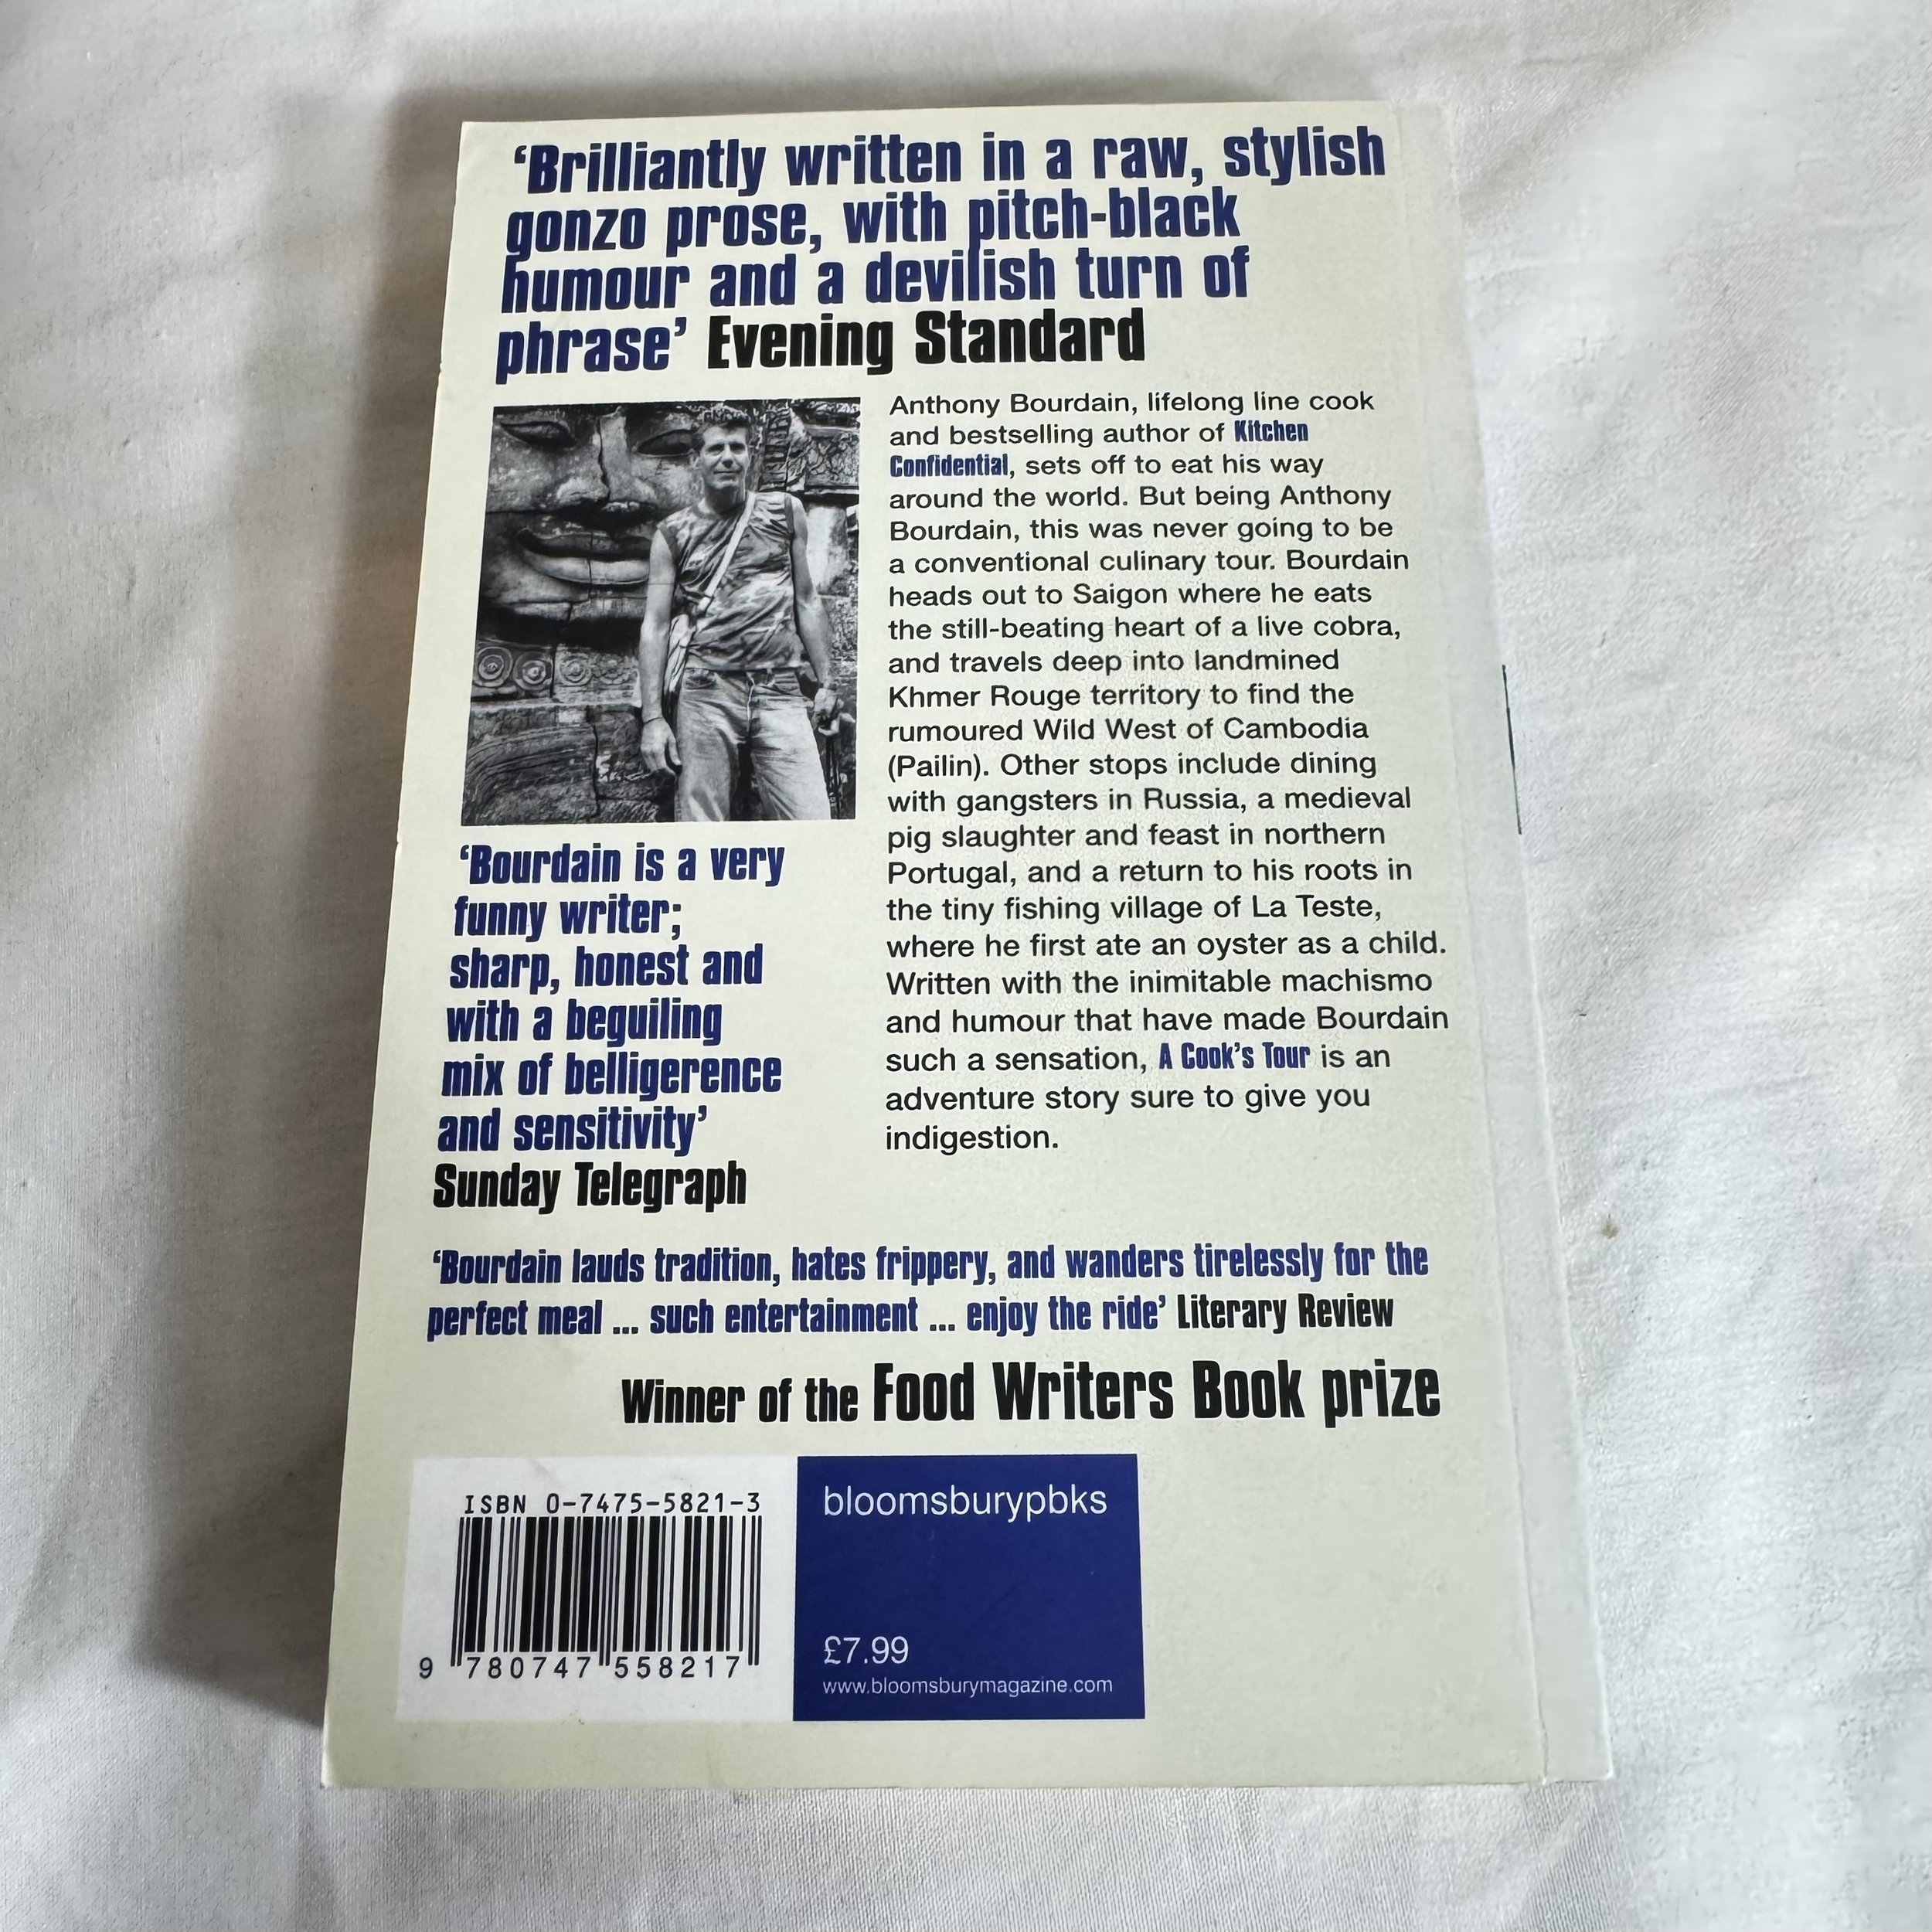 ‘Brilliantly written in a raw, stylish
gonzo prose, with pitch-black
humour and a devilish turn of
phrase’ Evening Standard
Anthony Bourdain, lifelong line cook
and bestselling author of Kitchen
Confidential, sets off to eat his way
around the world. But being Anthony
Bourdain, this was never going to be
a conventional culinary tour. Bourdain
heads out to Saigon where he eats
the still-beating heart of a live cobra,
and travels deep into landmined
Khmer Rouge territory to find the
rumoured Wild West of Cambodia
(Pailin). Other stops include dining
with gangsters in Russia, a medieval
pig slaughter and feast in northern
Portugal, and a return to his roots in
the tiny fishing village of La Teste,
where he first ate an oyster as a child.
Written with the inimitable machismo
and humour that have made Bourdain
such a sensation, A Cook’s Tour is an
adventure story sure to give you
indigestion.
‘Bourdain is a very
funny writer;
sharp, honest and
with a beguiling
mix of belligerence
and sensitivity’
Sunday Telegraph
‘Bourdain lauds tradition, hates frippery, and wanders tirelessly for the
perfect meal ... such entertainment ... enjoy the ride’ Literary Review
Winner of the Food Writers Book prize
ISBN 0-7475-5821-3
9 780747 558217
bloomsburypbks
£7.99
www.bloomsburymagazine.com